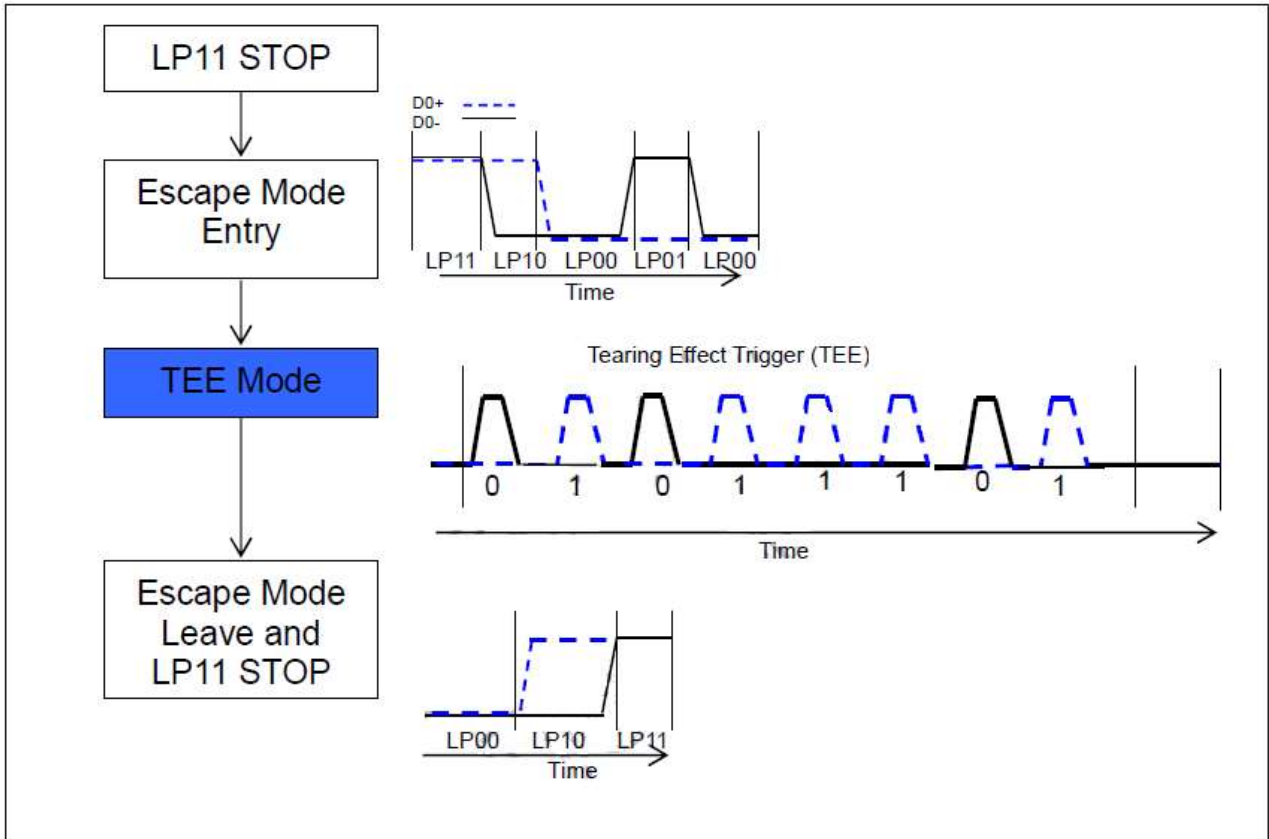 LP11 STOP
D0+
D0-
Escape Mode
Entry
LP11 LP10 LP00 LP01 LP00
Time
Tearing Effect Trigger (TEE)
TEE Mode
0 1 0 1 1 1 0 1
Time
Escape Mode
Leave and
LP11 STOP
LP00 LP10 LP11
Time